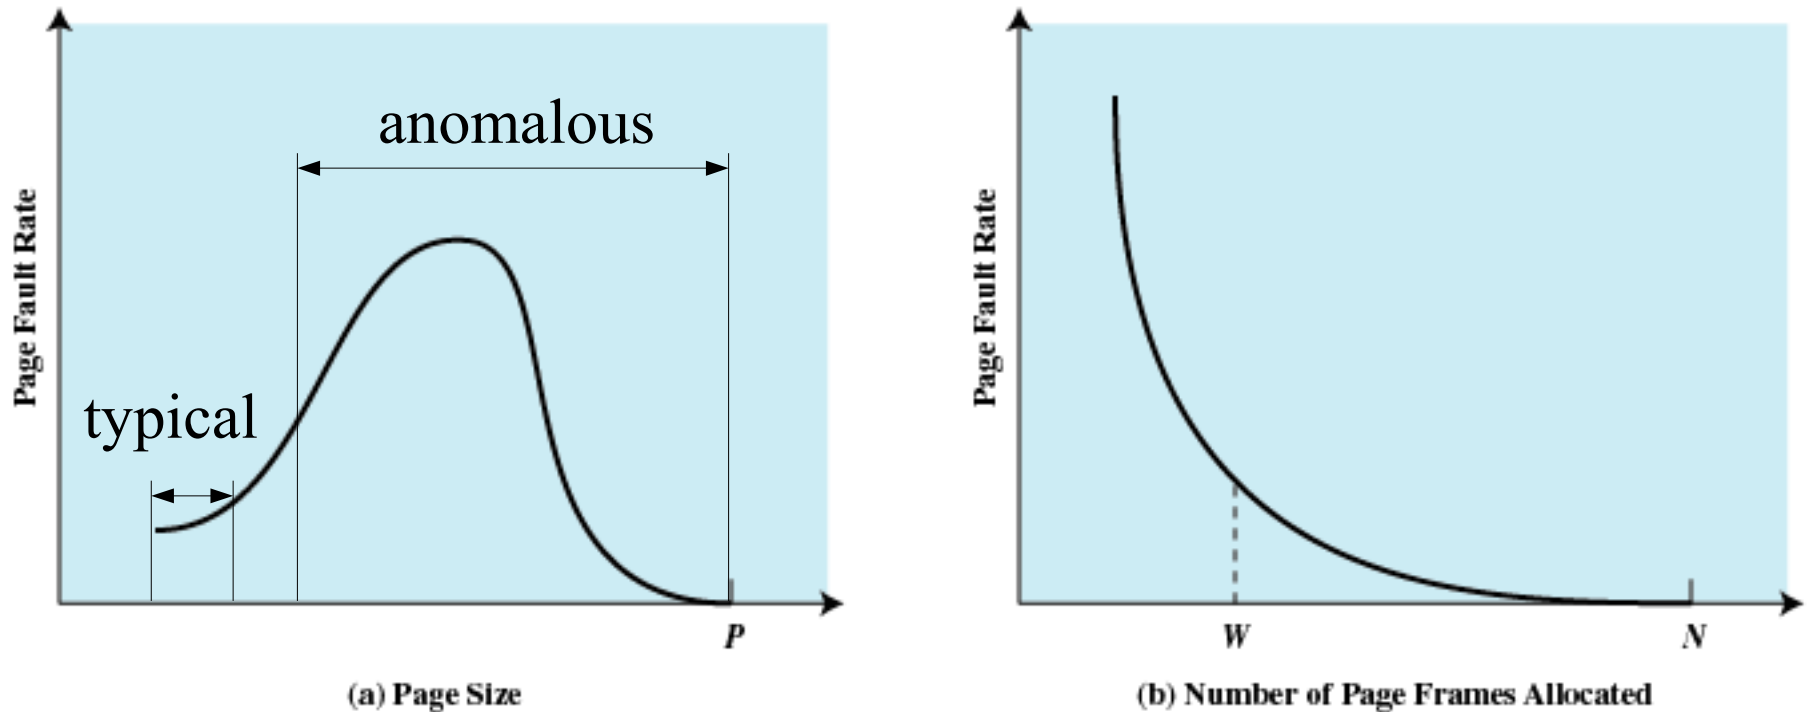 anomalous
typical
Page Fault Rate
P
(a) Page Size
Page Fault Rate
W
N
(b) Number of Page Frames Allocated